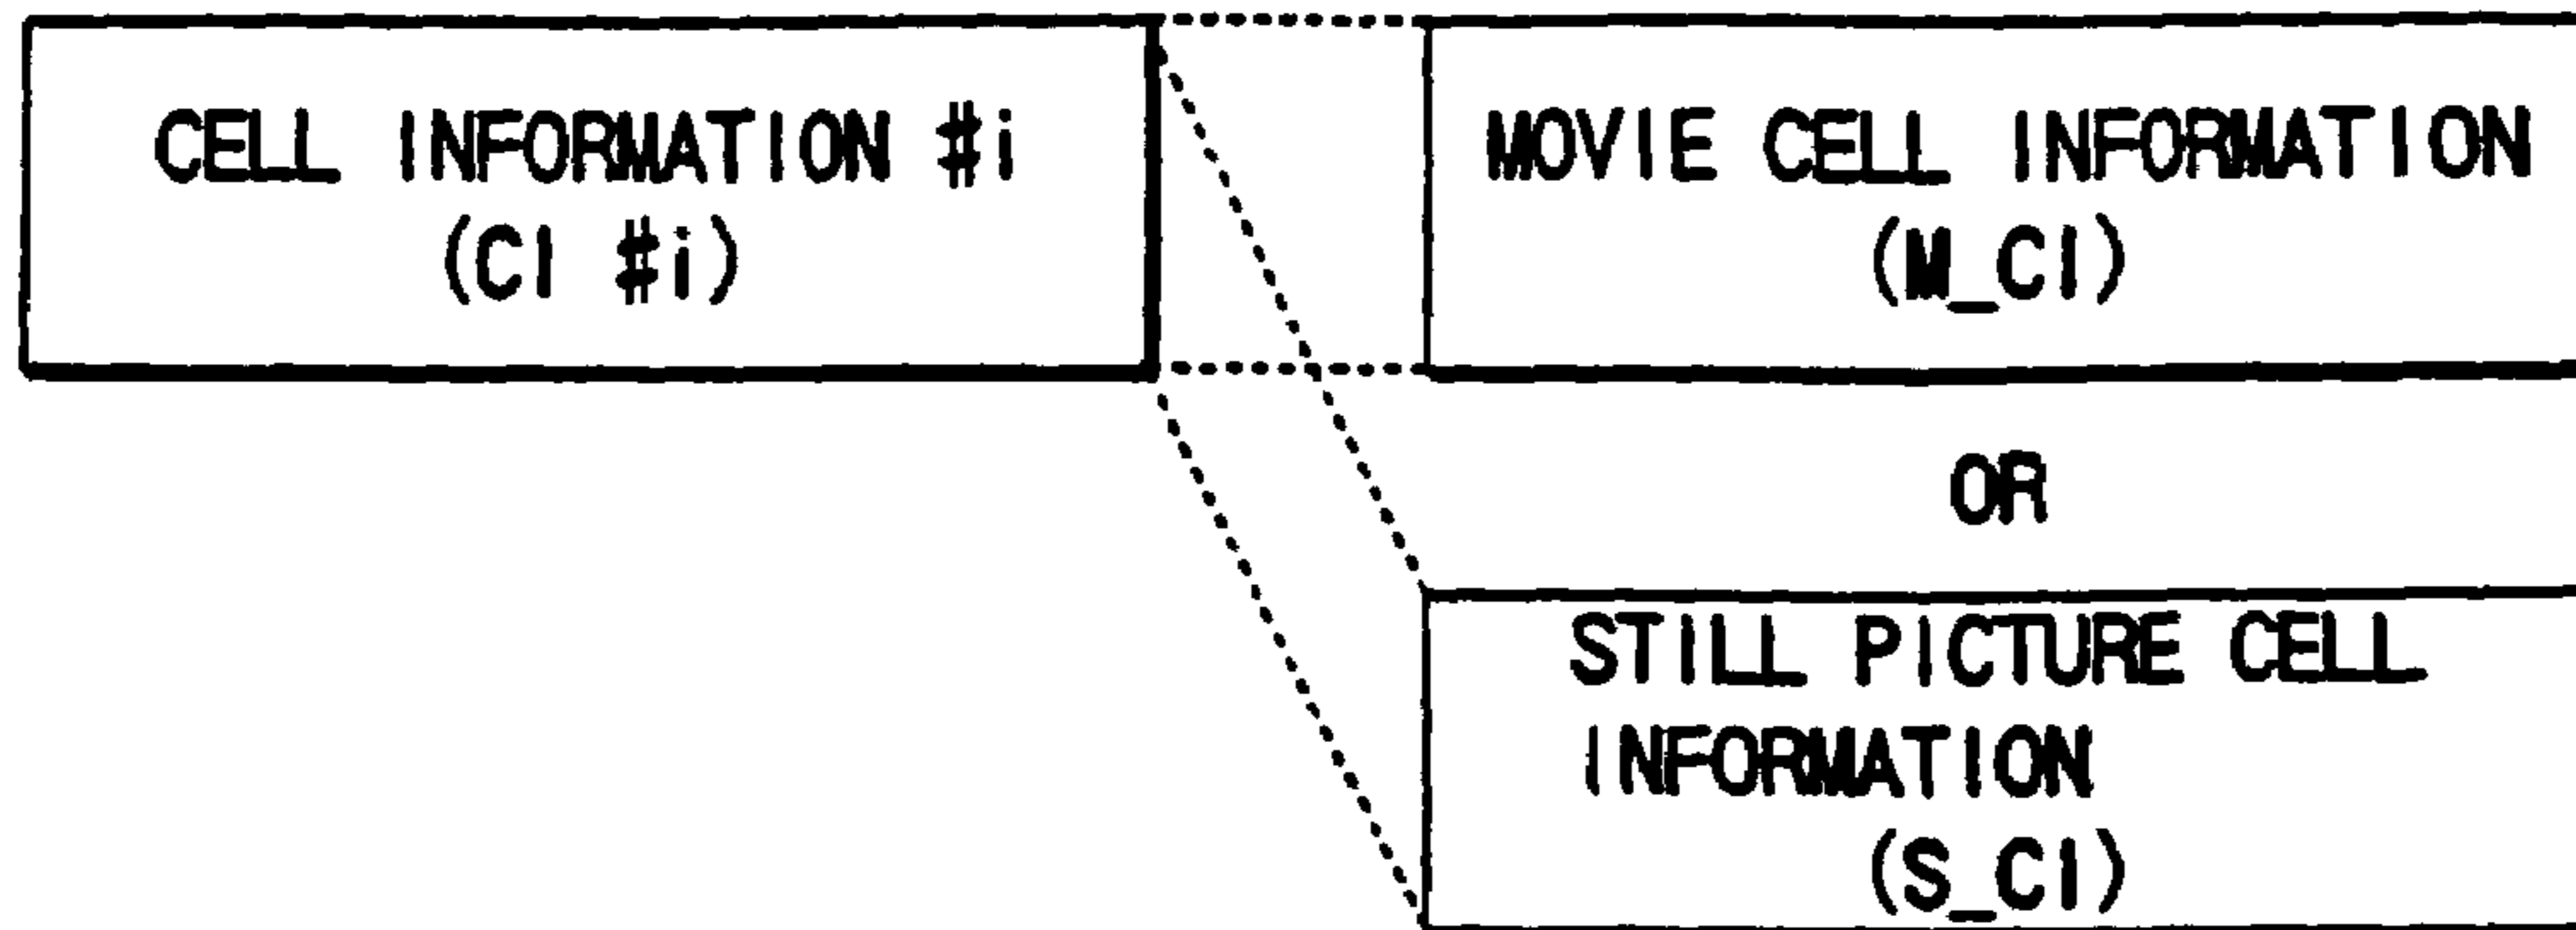 CELL INFORMATION #i
(CI #i)
MOVIE CELL INFORMATION
(M_CI)
OR
STILL PICTURE CELL
INFORMATION
(S_CI)